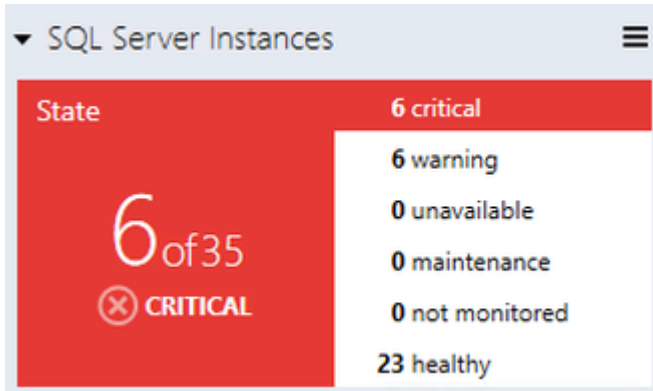 SQL Server Instances
State
6 of 35
CRITICAL
6 critical
6 warning
0 unavailable
0 maintenance
0 not monitored
23 healthy